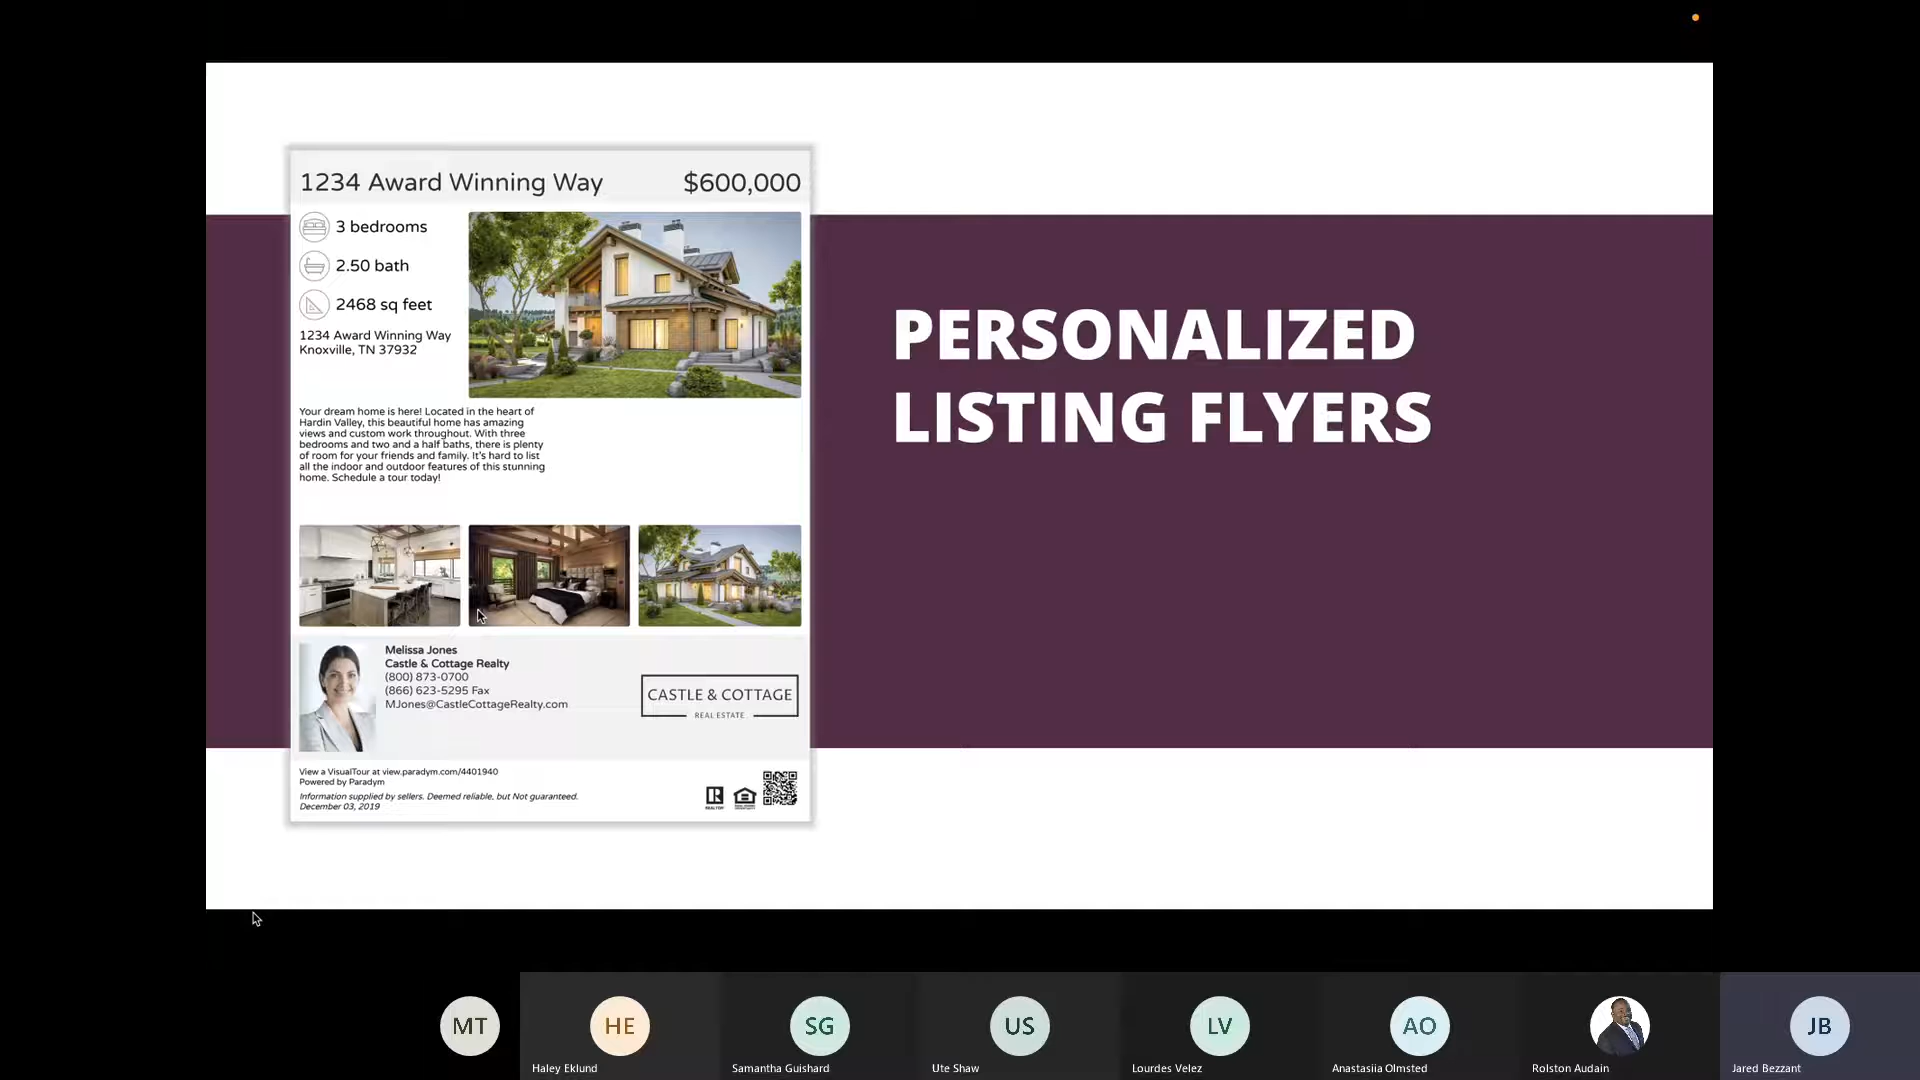 1234 Award Winning Way $600,000
3 bedrooms
2.50 bath
2468 sq feet
1234 Award Winning Way
Knoxville, TN 37932
Your dream home is here! Located in the heart of
Hardin Valley, this beautiful home has amazing
views and custom work throughout. With three
bedrooms and two and a half baths, there is plenty
of room for your friends and family. It's hard to list
all the indoor and outdoor features of this stunning
home. Schedule a tour today!
Melissa Jones
Castle & Cottage Realty
(800) 873-0700
(866) 623-5295 Fax
MJones@CastleCottageRealty.com
CASTLE & COTTAGE
REAL ESTATE
View a VisualTour at view.paradym.com/4401940
Powered by Paradym
Information supplied by sellers. Deemed reliable, but Not guaranteed.
December 03, 2019
REALTOR
PERSONALIZED
LISTING FLYERS
MT
HE
Haley Eklund
SG
Samantha Guishard
US
Ute Shaw
LV
Lourdes Velez
AO
Anastasiia Olmsted
Rolston Audain
JB
Jared Bezzant